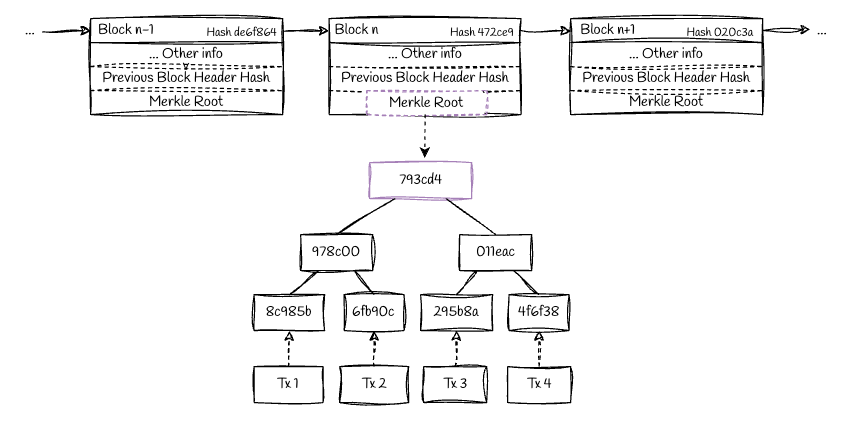 ...
Block n-1 Hash de6f864
... Other info
Previous Block Header Hash
Merkle Root
Block n Hash 472ce9
... Other info
Previous Block Header Hash
Merkle Root
Block n+1 Hash 020c3a
... Other info
Previous Block Header Hash
Merkle Root
...
793cd4
978c00
011eac
8c985b
6fb90c
295b8a
4f6f38
Tx 1
Tx 2
Tx 3
Tx 4